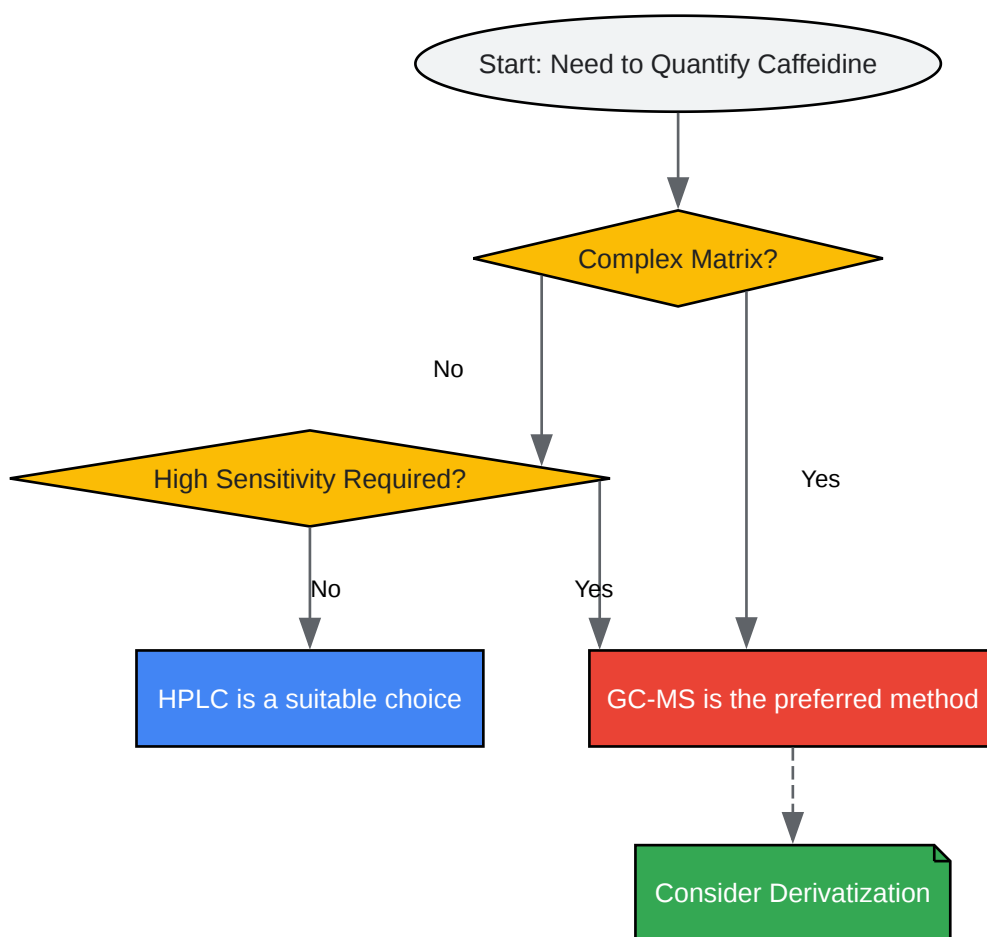 Start: Need to Quantify Caffeidine
Complex Matrix?
No
High Sensitivity Required?
Yes
No
Yes
HPLC is a suitable choice
GC-MS is the preferred method
Consider Derivatization